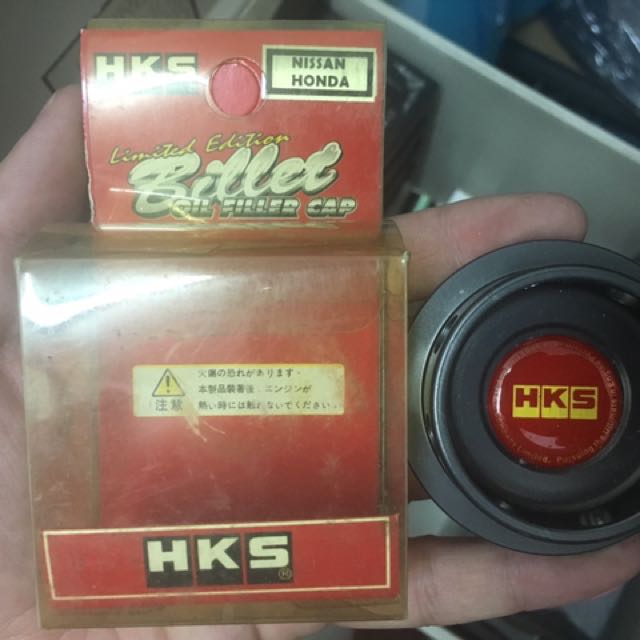 HKS
NISSAN
HONDA
Limited Edition
Billet
OIL FILLER CAP
火傷の恐れがあります。
本製品装着後、ニンジンが
熱い時には触れないでください。
注意
HKS
®
HKS